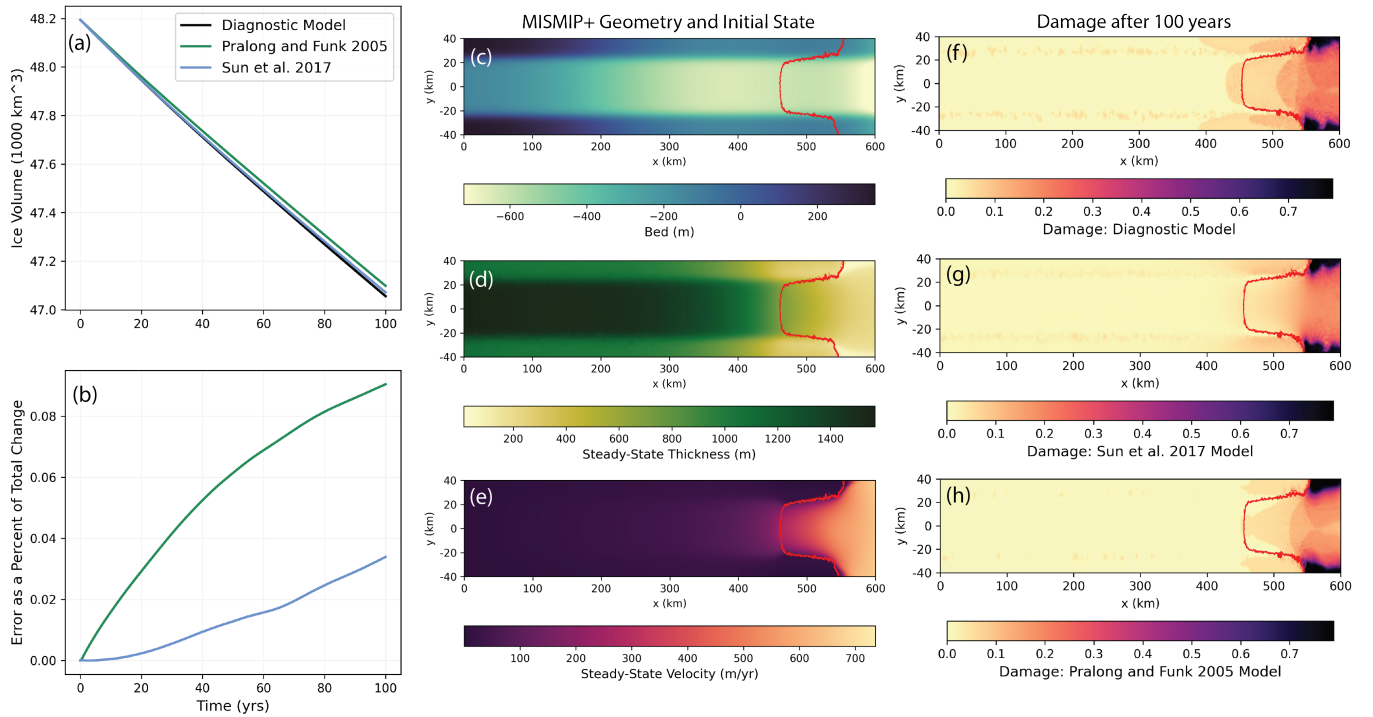 48.2
48.0
47.8
47.6
47.4
47.2
47.0
Ice Volume (1000 km^3)
(a)
Diagnostic Model
Pralong and Funk 2005
Sun et al. 2017
0 20 40 60 80 100
0.08
0.06
0.04
0.02
0.00
Error as a Percent of Total Change
(b)
0 20 40 60 80 100
Time (yrs)
MISMIP+ Geometry and Initial State
(c)
40
20
0
-20
-40
y (km)
0 100 200 300 400 500 600
x (km)
−600 −400 −200 0 200
Bed (m)
(d)
40
20
0
-20
-40
y (km)
0 100 200 300 400 500 600
x (km)
200 400 600 800 1000 1200 1400
Steady-State Thickness (m)
(e)
40
20
0
-20
-40
y (km)
0 100 200 300 400 500 600
x (km)
100 200 300 400 500 600 700
Steady-State Velocity (m/yr)
Damage after 100 years
(f)
40
20
0
-20
-40
y (km)
0 100 200 300 400 500 600
x (km)
0.0 0.1 0.2 0.3 0.4 0.5 0.6 0.7
Damage: Diagnostic Model
(g)
40
20
0
-20
-40
y (km)
0 100 200 300 400 500 600
x (km)
0.0 0.1 0.2 0.3 0.4 0.5 0.6 0.7
Damage: Sun et al. 2017 Model
(h)
40
20
0
-20
-40
y (km)
0 100 200 300 400 500 600
x (km)
0.0 0.1 0.2 0.3 0.4 0.5 0.6 0.7
Damage: Pralong and Funk 2005 Model